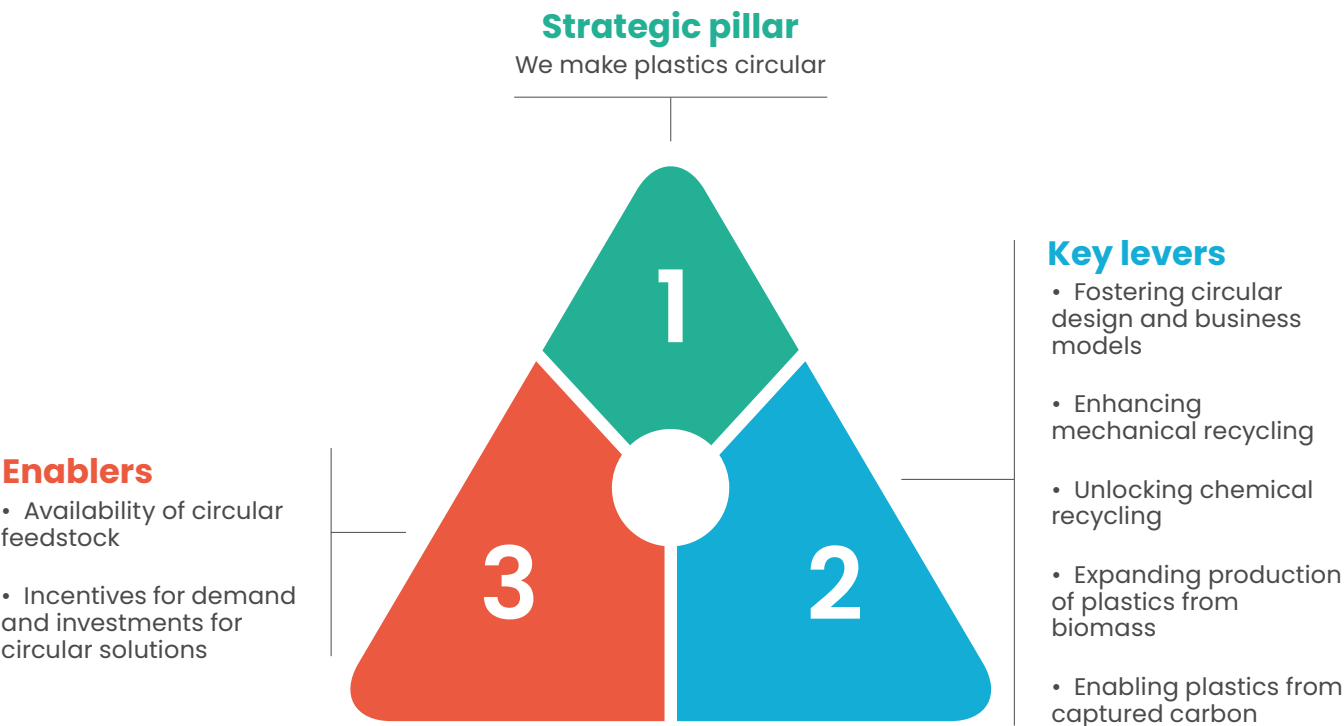 Strategic pillar
We make plastics circular
1
Key levers
• Fostering circular
design and business
models
• Enhancing
mechanical recycling
• Unlocking chemical
recycling
• Expanding production
of plastics from
biomass
• Enabling plastics from
captured carbon
2
Enablers
• Availability of circular
feedstock
• Incentives for demand
and investments for
circular solutions
3